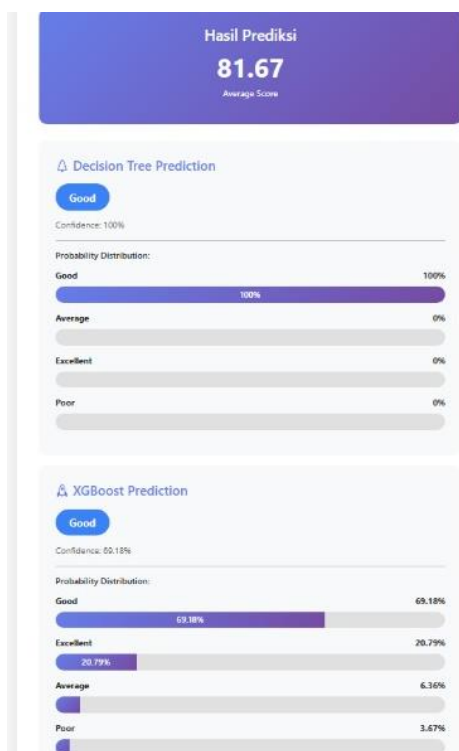 Hasil Prediksi
81.67
Average Score
Decision Tree Prediction
Good
Confidence: 100%
Probability Distribution:
Good 100%
100%
Average 0%
Excellent 0%
Poor 0%
XGBoost Prediction
Good
Confidence: 69.18%
Probability Distribution:
Good 69.18%
69.18%
Excellent 20.79%
20.79%
Average 6.36%
Poor 3.67%